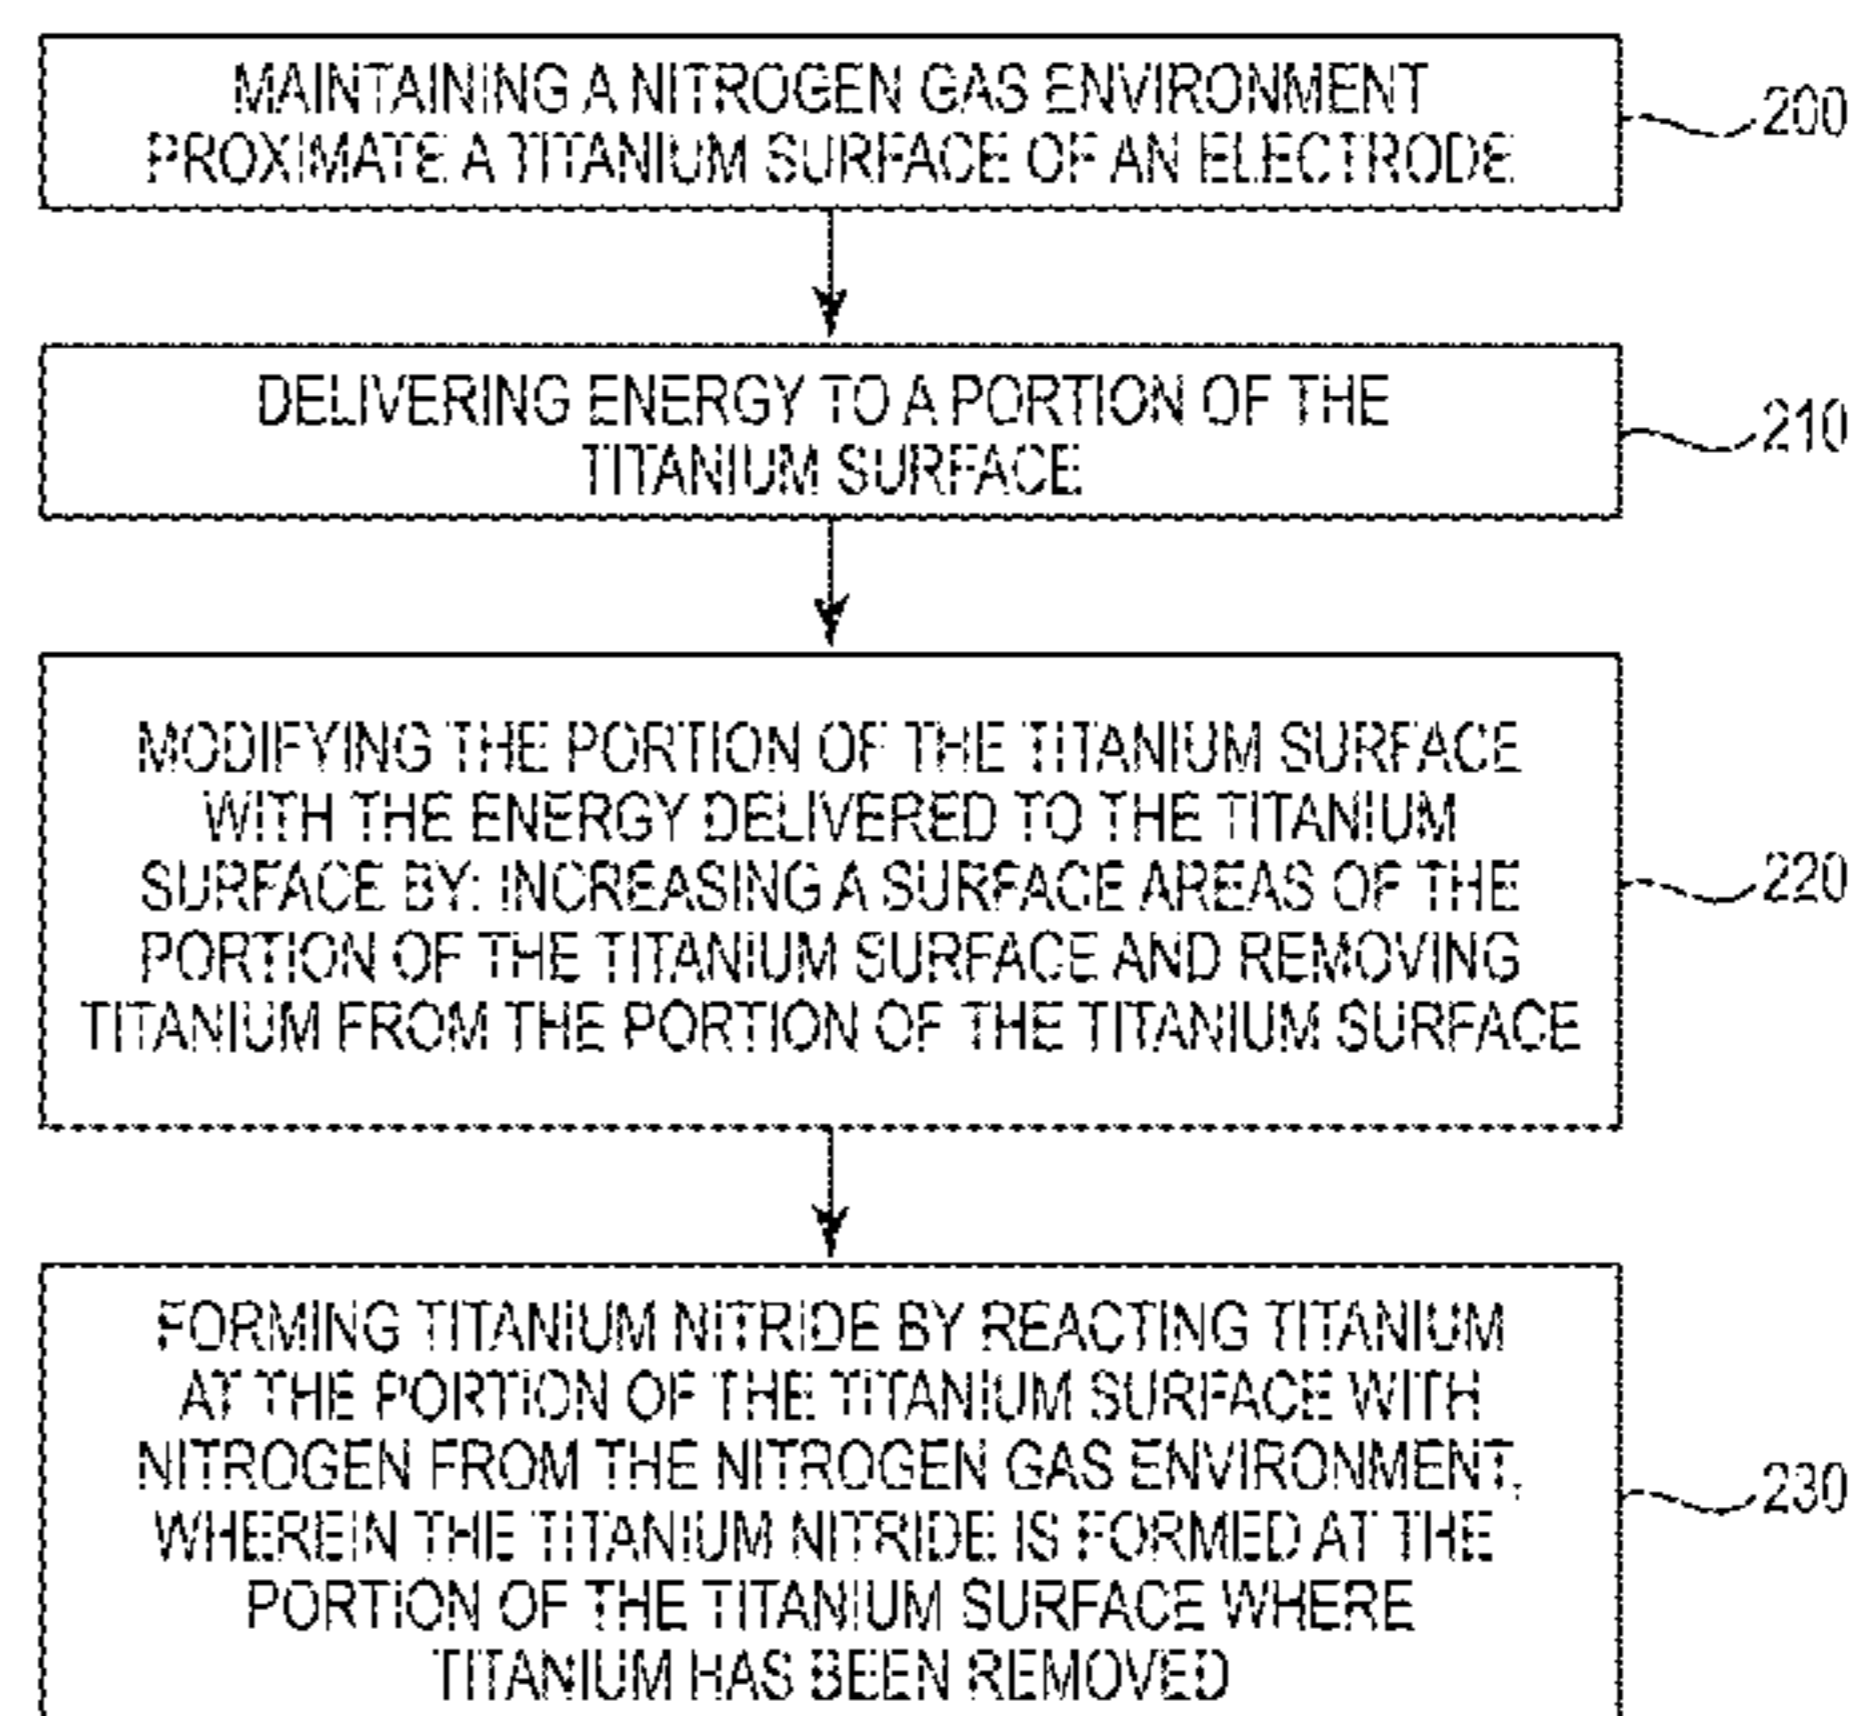 MAINTAINING A NITROGEN GAS ENVIRONMENT
PROXIMATE A TITANIUM SURFACE OF AN ELECTRODE
200
DELIVERING ENERGY TO A PORTION OF THE
TITANIUM SURFACE
210
MODIFYING THE PORTION OF THE TITANIUM SURFACE
WITH THE ENERGY DELIVERED TO THE TITANIUM
SURFACE BY: INCREASING A SURFACE AREAS OF THE
PORTION OF THE TITANIUM SURFACE AND REMOVING
TITANIUM FROM THE PORTION OF THE TITANIUM SURFACE
220
FORMING TITANIUM NITRIDE BY REACTING TITANIUM
AT THE PORTION OF THE TITANIUM SURFACE WITH
NITROGEN FROM THE NITROGEN GAS ENVIRONMENT,
WHEREIN THE TITANIUM NITRIDE IS FORMED AT THE
PORTION OF THE TITANIUM SURFACE WHERE
TITANIUM HAS BEEN REMOVED
230